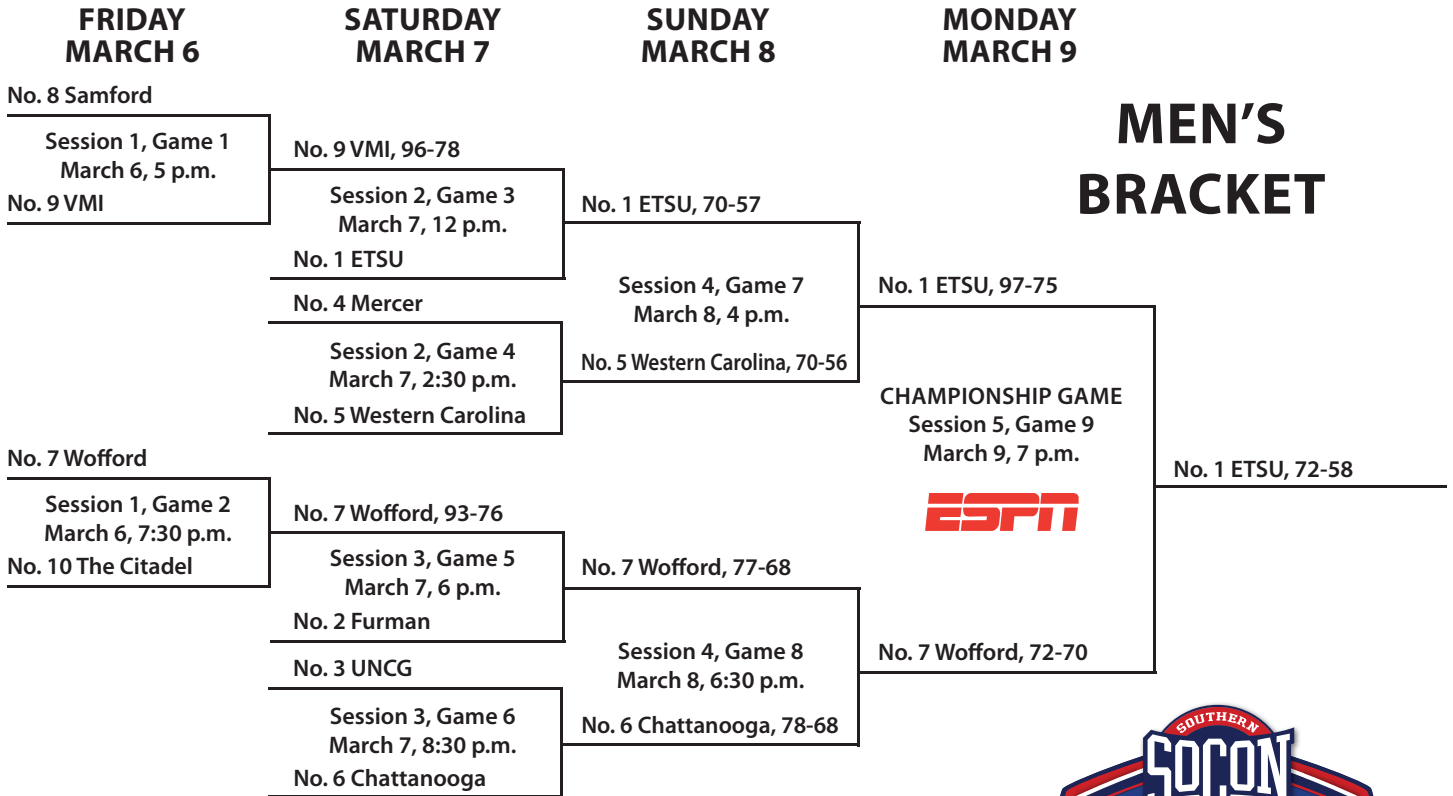 FRIDAY
MARCH 6
SATURDAY
MARCH 7
SUNDAY
MARCH 8
MONDAY
MARCH 9
MEN’S
BRACKET
No. 8 Samford
Session 1, Game 1
March 6, 5 p.m.
No. 9 VMI
No. 7 Wofford
Session 1, Game 2
March 6, 7:30 p.m.
No. 10 The Citadel
No. 9 VMI, 96-78
Session 2, Game 3
March 7, 12 p.m.
No. 1 ETSU
No. 4 Mercer
Session 2, Game 4
March 7, 2:30 p.m.
No. 5 Western Carolina
No. 7 Wofford, 93-76
Session 3, Game 5
March 7, 6 p.m.
No. 2 Furman
No. 3 UNCG
Session 3, Game 6
March 7, 8:30 p.m.
No. 6 Chattanooga
No. 1 ETSU, 70-57
Session 4, Game 7
March 8, 4 p.m.
No. 5 Western Carolina, 70-56
No. 7 Wofford, 77-68
Session 4, Game 8
March 8, 6:30 p.m.
No. 6 Chattanooga, 78-68
No. 1 ETSU, 97-75
CHAMPIONSHIP GAME
Session 5, Game 9
March 9, 7 p.m.
ESPN
No. 7 Wofford, 72-70
No. 1 ETSU, 72-58
SOUTHERN
SOCON